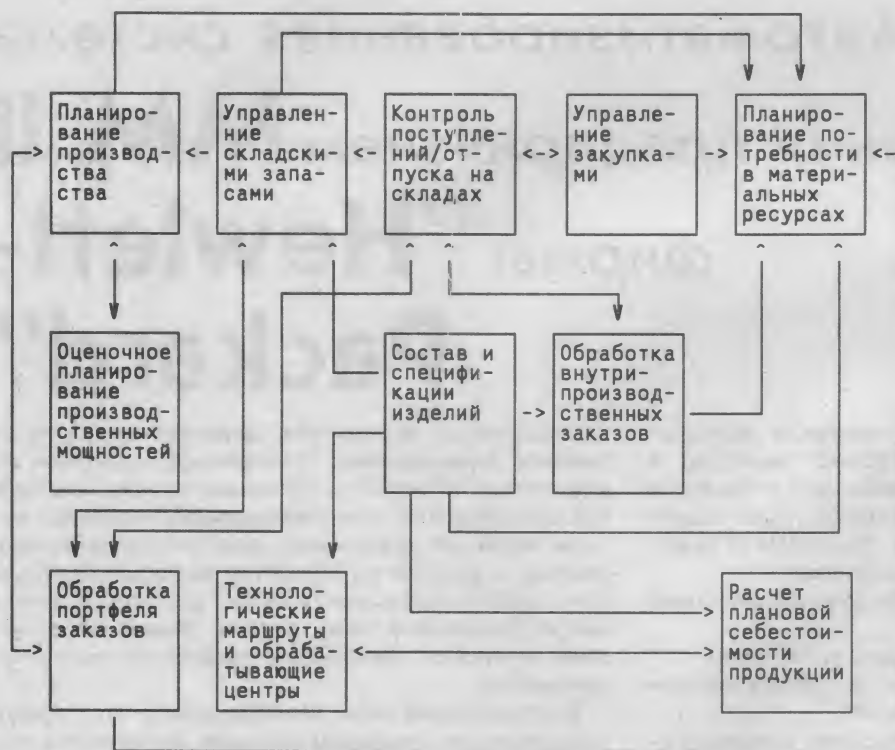 Планиро-
вание
производ-
ства
ства
Управлен-
ние
складски-
ми запа-
сами
Контроль
поступле-
ний/от-
пуска на
складах
Управле-
ние
закупка-
ми
Планиро-
вание по-
требности
в матери-
альных
ресурсах
Оценочное
планиро-
вание
производ-
ственных
мощностей
Состав и
специфи-
кации
изделий
Обработка
внутри-
производ-
ственных
заказов
Обработка
портфеля
заказов
Техноло-
гические
маршруты
и обраба-
тывающие
центры
Расчет
плановой
себестои-
мости
продукции